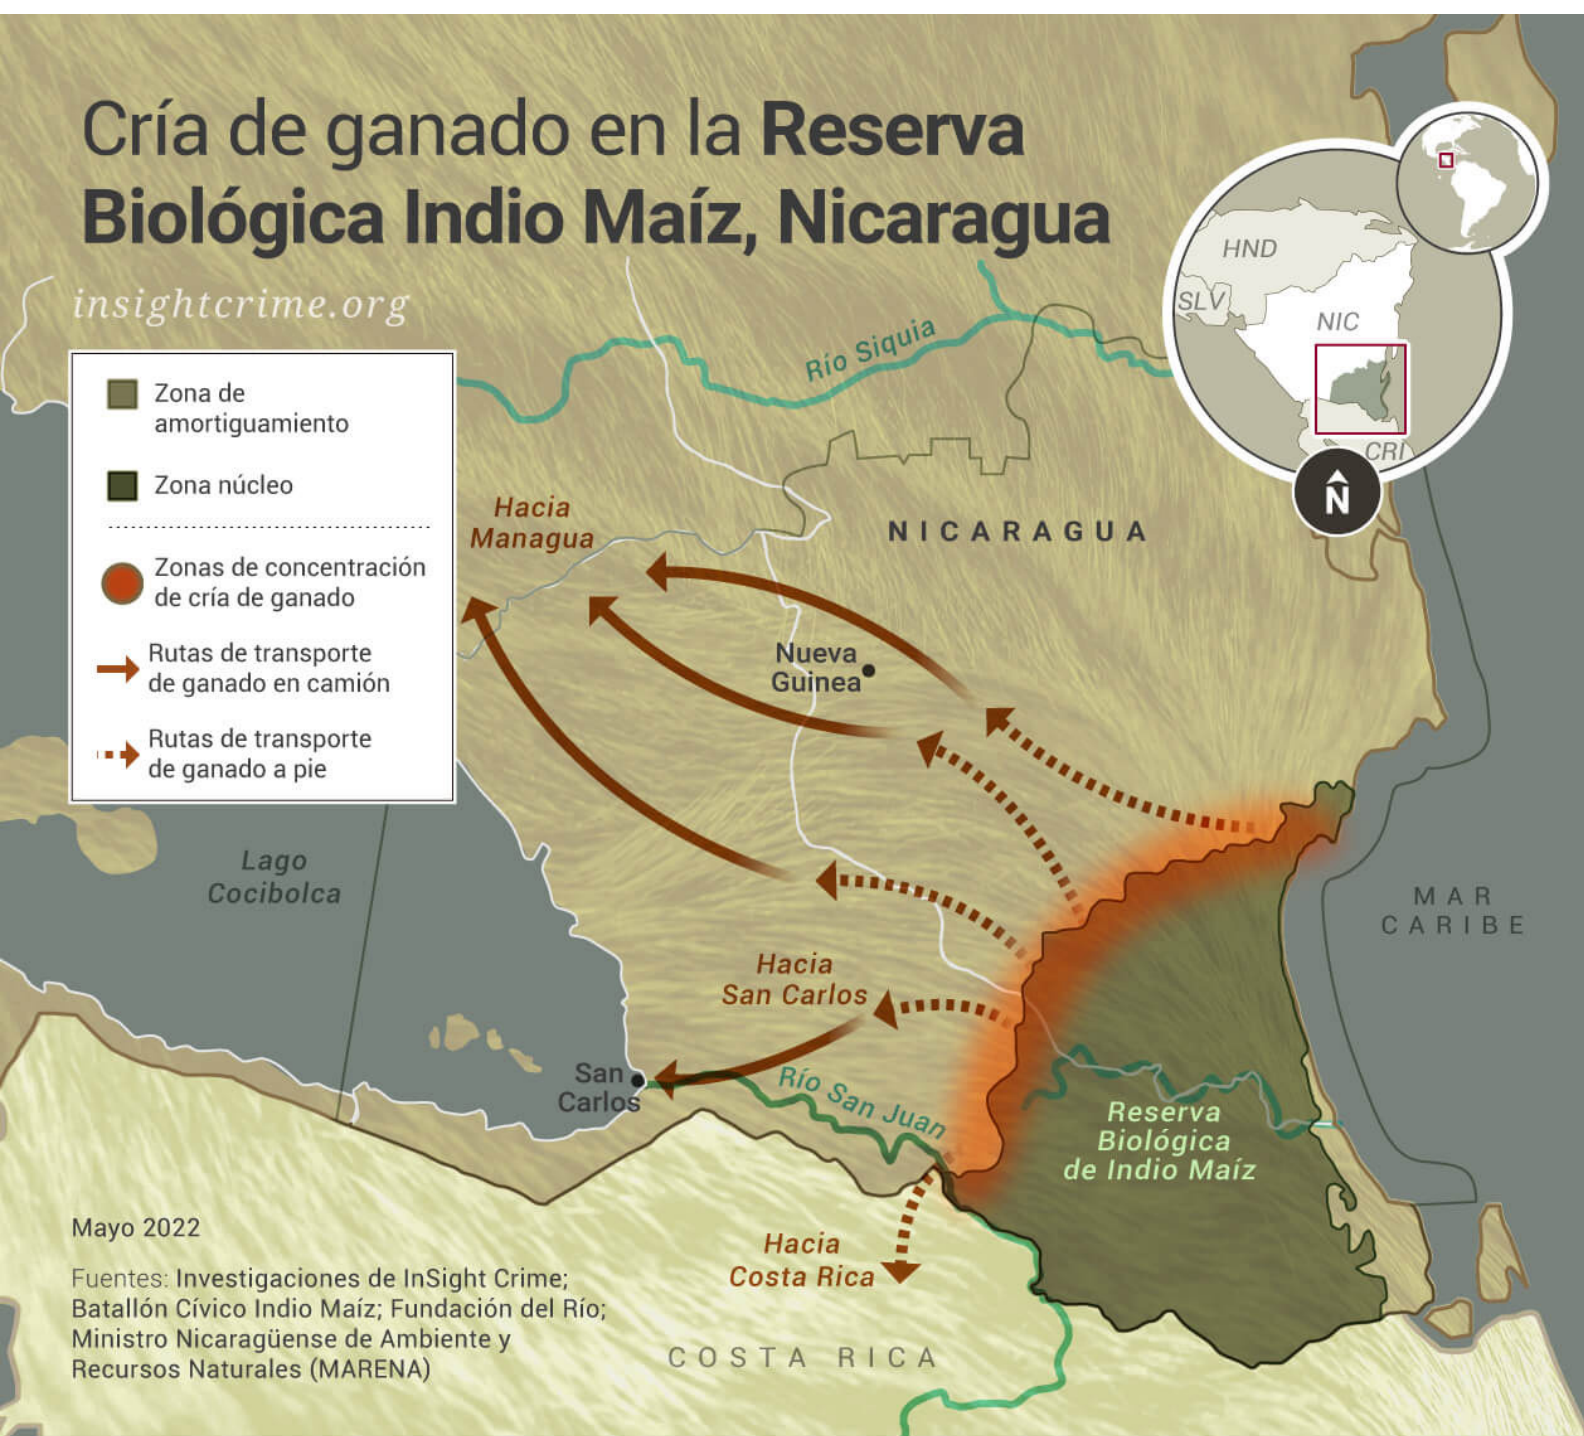 Cría de ganado en la Reserva
Biológica Indio Maíz, Nicaragua
insightcrime.org
Zona de
amortiguamiento
Zona núcleo
Zonas de concentración
de cría de ganado
Rutas de transporte
de ganado en camión
Rutas de transporte
de ganado a pie
HND
SLV
NIC
CRI
N
Río Siquia
Hacia
Managua
NICARAGUA
Nueva
Guinea
Lago
Cocibolca
MAR
CARIBE
Hacia
San Carlos
San
Carlos
Río San Juan
Reserva
Biológica
de Indio Maíz
Hacia
Costa Rica
COSTA RICA
Mayo 2022
Fuentes: Investigaciones de InSight Crime;
Batallón Cívico Indio Maíz; Fundación del Río;
Ministro Nicaragüense de Ambiente y
Recursos Naturales (MARENA)